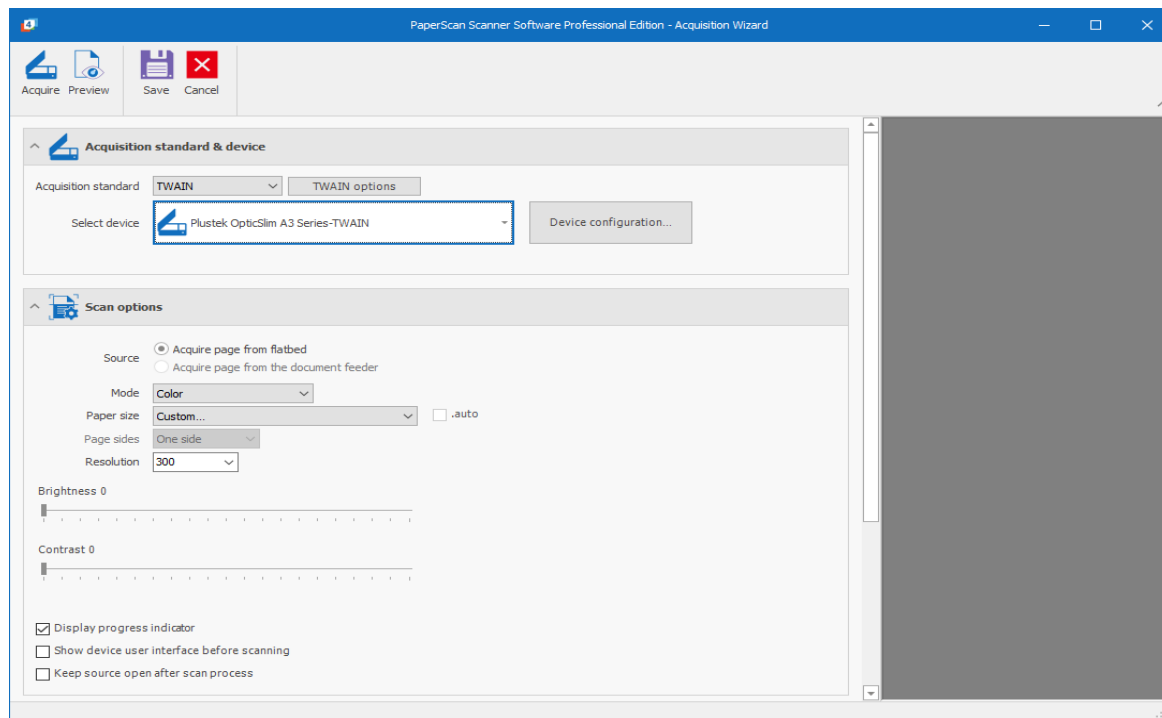 4
PaperScan Scanner Software Professional Edition - Acquisition Wizard
Acquire Preview Save Cancel
Acquisition standard & device
Acquisition standard TWAIN TWAIN options
Select device Plustek OpticSlim A3 Series-TWAIN Device configuration...
Scan options
Source
Acquire page from flatbed
Acquire page from the document feeder
Mode Color
Paper size Custom... .auto
Page sides One side
Resolution 300
Brightness 0
Contrast 0
Display progress indicator
Show device user interface before scanning
Keep source open after scan process